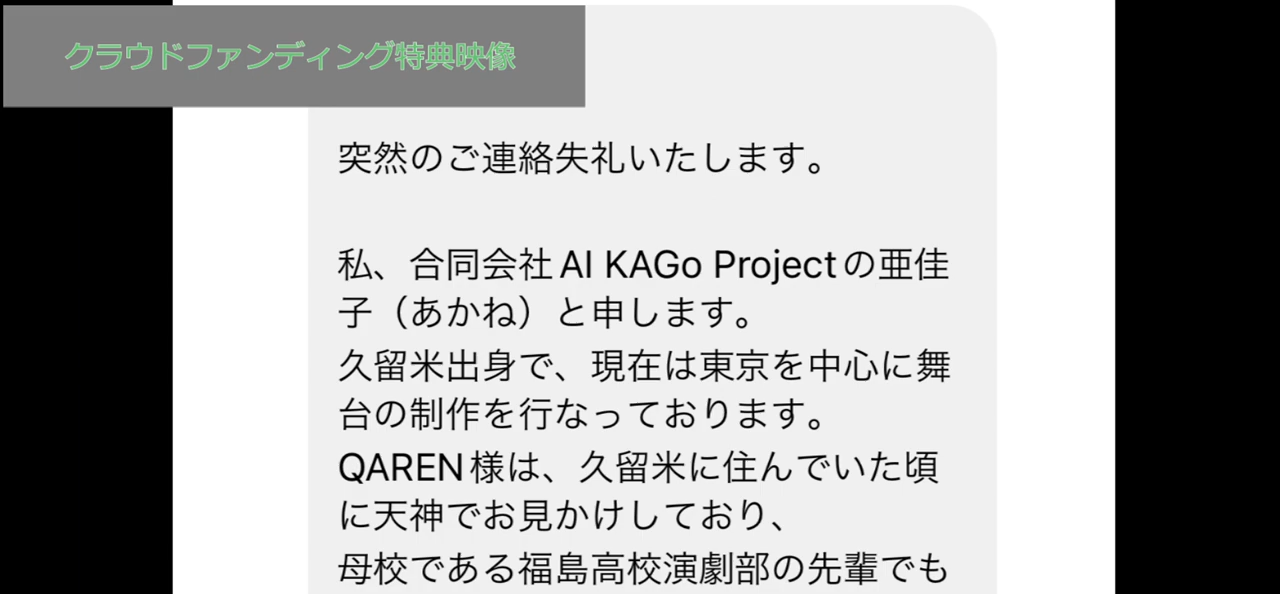 クラウドファンディング特典映像
突然のご連絡失礼いたします。
私、合同会社AI KAGo Projectの亜佳
子（あかね）と申します。
久留米出身で、現在は東京を中心に舞
台の制作を行なっております。
QAREN様は、久留米に住んでいた頃
に天神でお見かけしており、
母校である福島高校演劇部の先輩でも